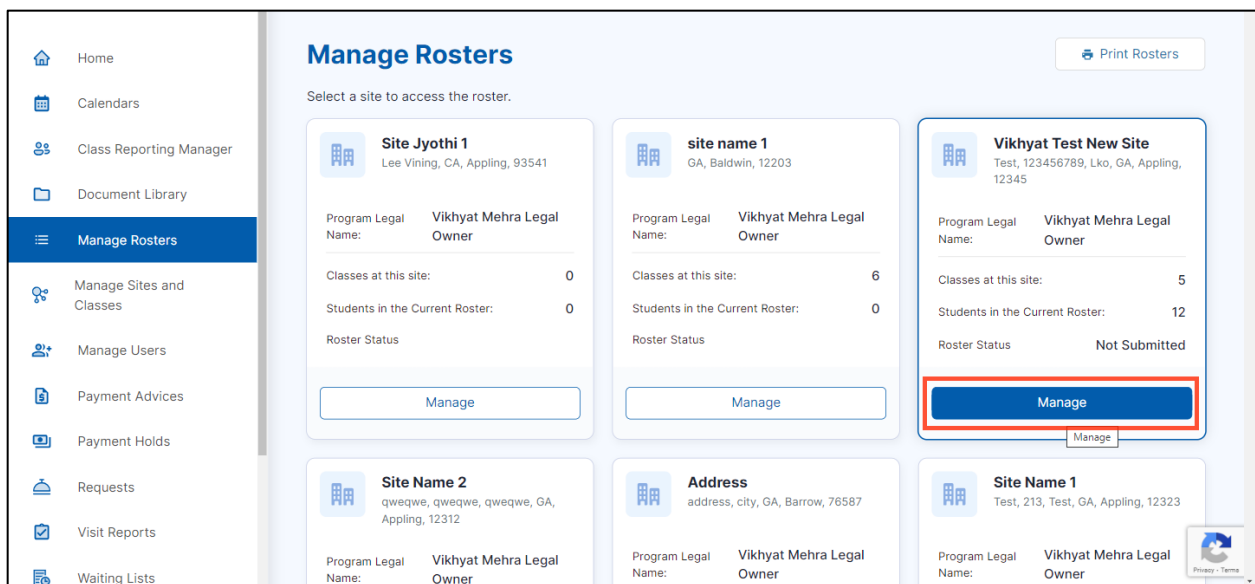 Home
Calendars
Class Reporting Manager
Document Library
Manage Rosters
Manage Sites and
Classes
Manage Users
Payment Advices
Payment Holds
Requests
Visit Reports
Waiting Lists
Manage Rosters
Print Rosters
Select a site to access the roster.
Site Jyothi 1
Lee Vining, CA, Appling, 93541
Program Legal Name: Vikhyat Mehra Legal Owner
Classes at this site: 0
Students in the Current Roster: 0
Roster Status
Manage
site name 1
GA, Baldwin, 12203
Program Legal Name: Vikhyat Mehra Legal Owner
Classes at this site: 6
Students in the Current Roster: 0
Roster Status
Manage
Vikhyat Test New Site
Test, 123456789, Lko, GA, Appling,
12345
Program Legal Name: Vikhyat Mehra Legal Owner
Classes at this site: 5
Students in the Current Roster: 12
Roster Status Not Submitted
Manage
Manage
Site Name 2
qweqwe, qweqwe, qweqwe, GA,
Appling, 12312
Program Legal Name: Vikhyat Mehra Legal Owner
Address
address, city, GA, Barrow, 76587
Program Legal Name: Vikhyat Mehra Legal Owner
Site Name 1
Test, 213, Test, GA, Appling, 12323
Program Legal Name: Vikhyat Mehra Legal Owner
Privacy - Terms